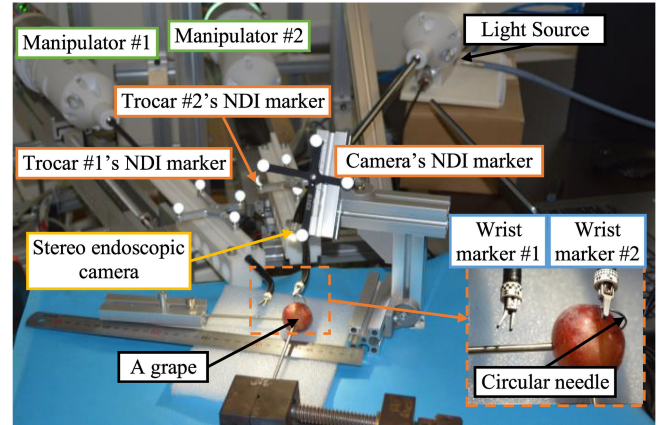 Manipulator #1
Manipulator #2
Light Source
Trocar #2's NDI marker
Trocar #1's NDI marker
Camera's NDI marker
Stereo endoscopic
camera
Wrist
marker #1
Wrist
marker #2
A grape
Circular needle